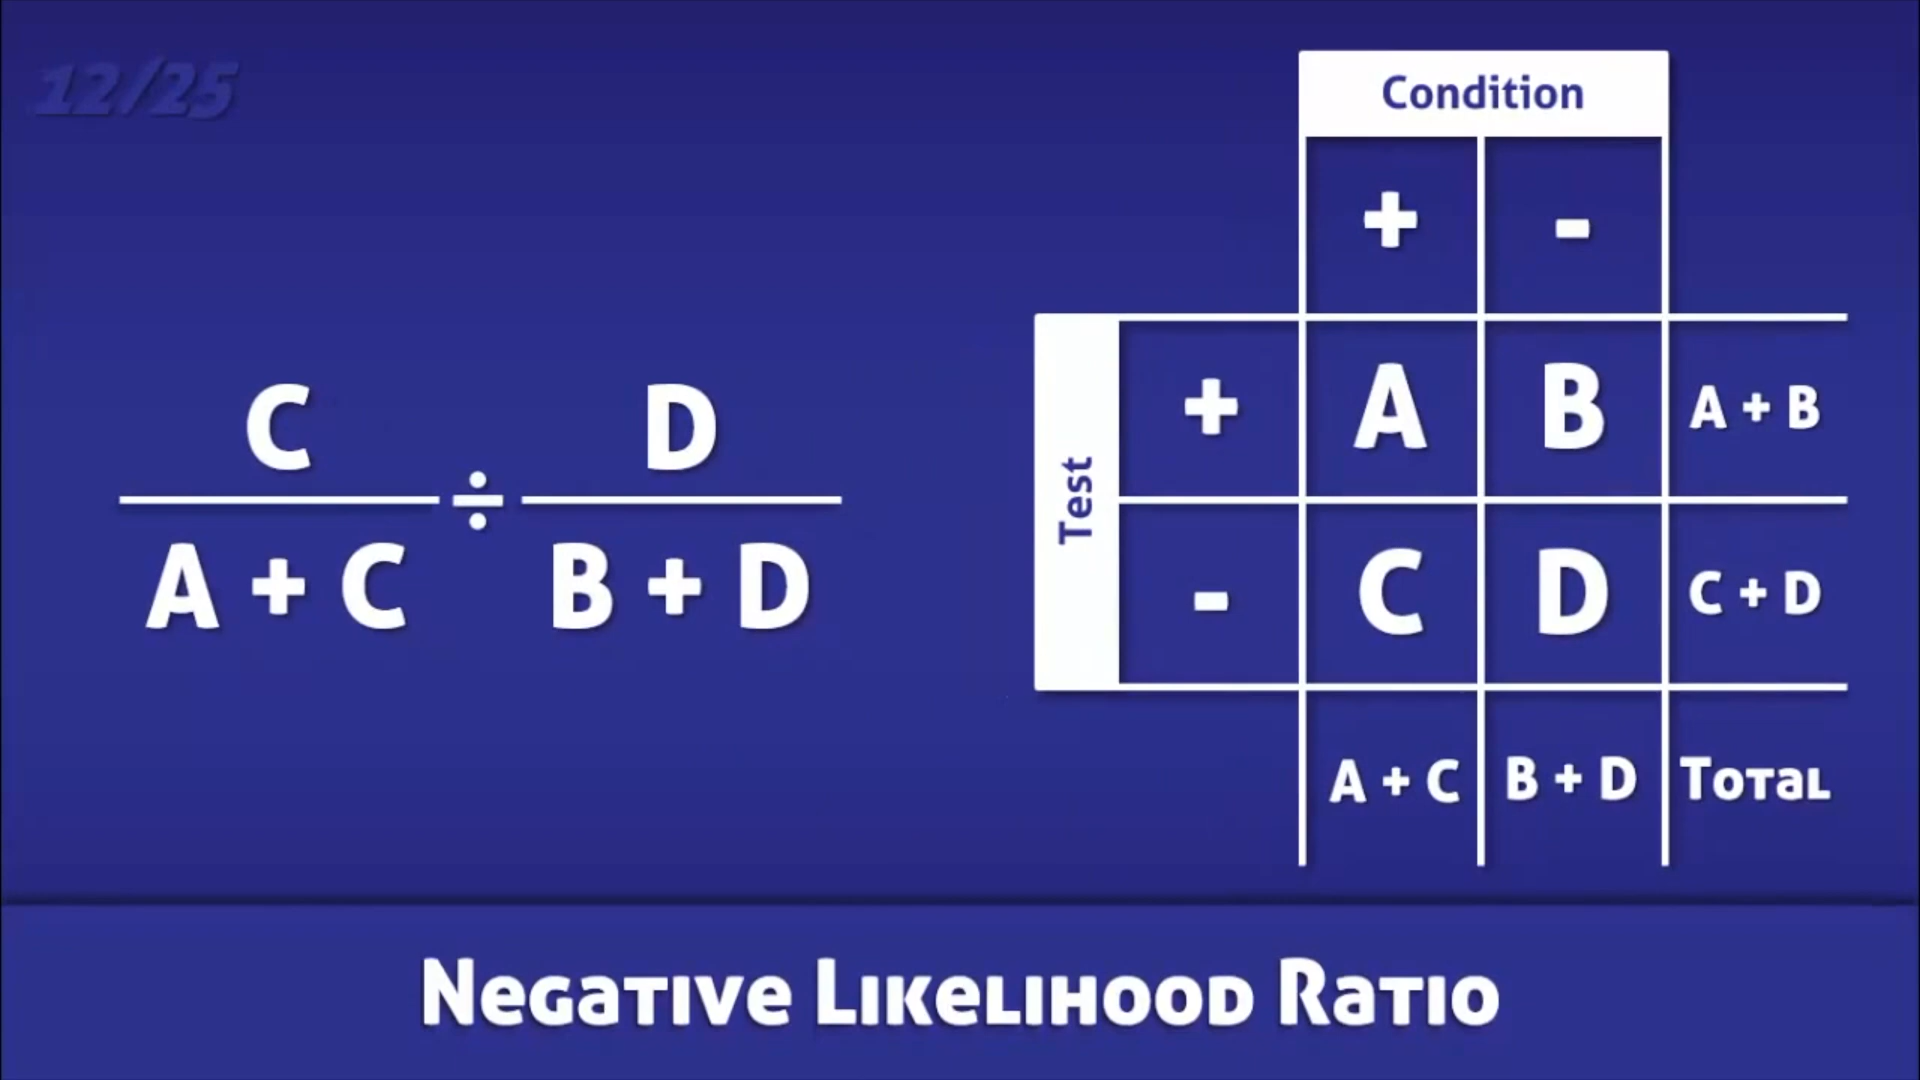 12/25
Condition
+ -
C ÷ D
A + C B + D
Test
+ A B A + B
- C D C + D
A + C B + D Total
Negative Likelihood Ratio